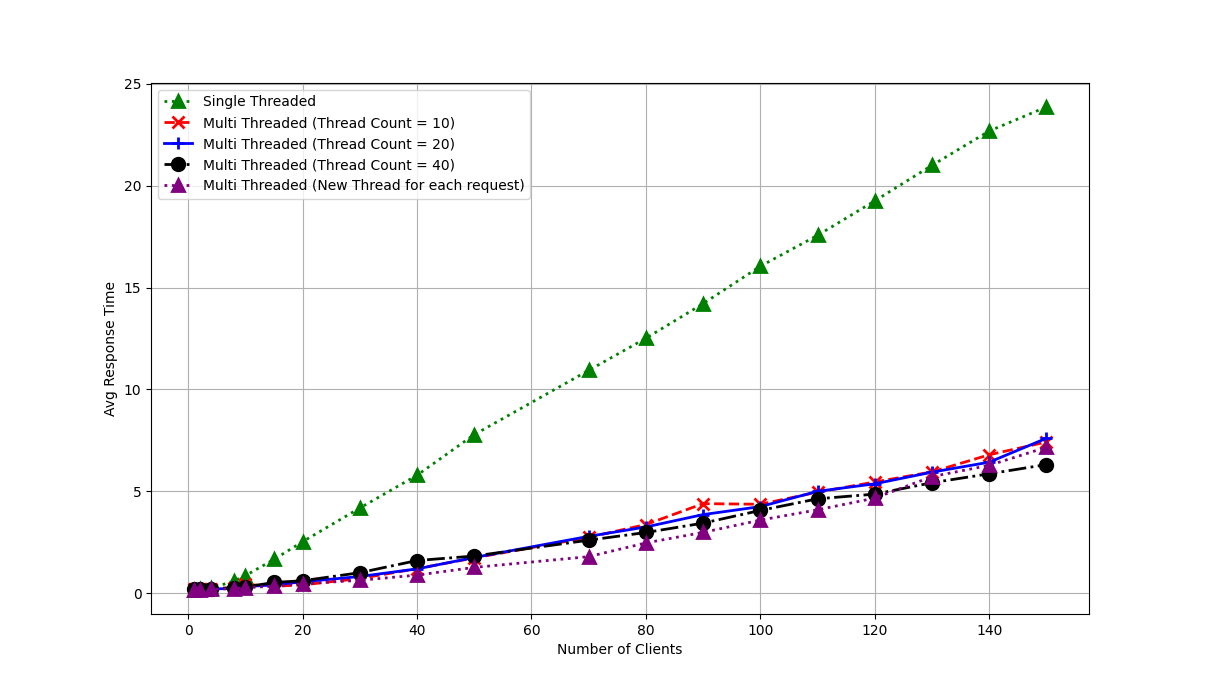 Single Threaded
Multi Threaded (Thread Count = 10)
Multi Threaded (Thread Count = 20)
Multi Threaded (Thread Count = 40)
Multi Threaded (New Thread for each request)
25
20
15
10
5
0
Avg Response Time
0 20 40 60 80 100 120 140
Number of Clients